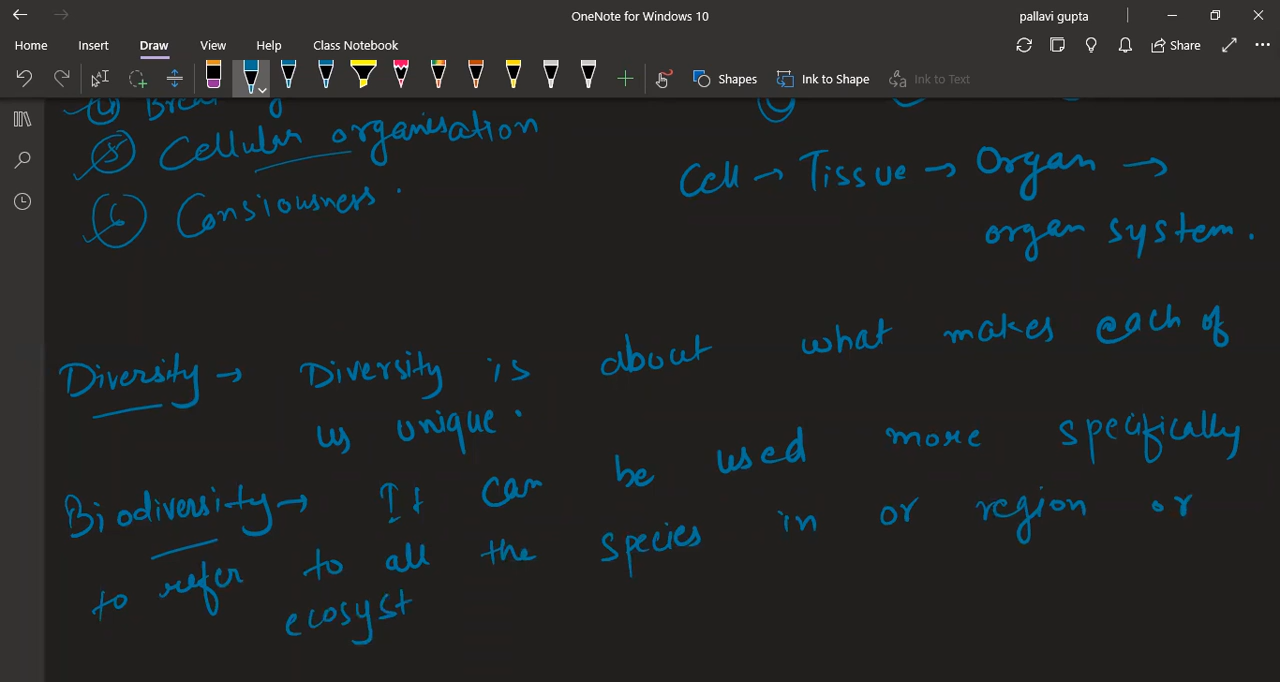 OneNote for Windows 10
pallavi gupta
Home Insert Draw View Help Class Notebook
Share
Shapes Ink to Shape Ink to Text
(5) Cellular organisation
(6) Consiousness.
Cell → Tissue → Organ →
organ system.
Diversity → Diversity is about what makes each of
us unique.
Biodiversity → It can be used more specifically
to refer to all the species in or region or
ecosyst